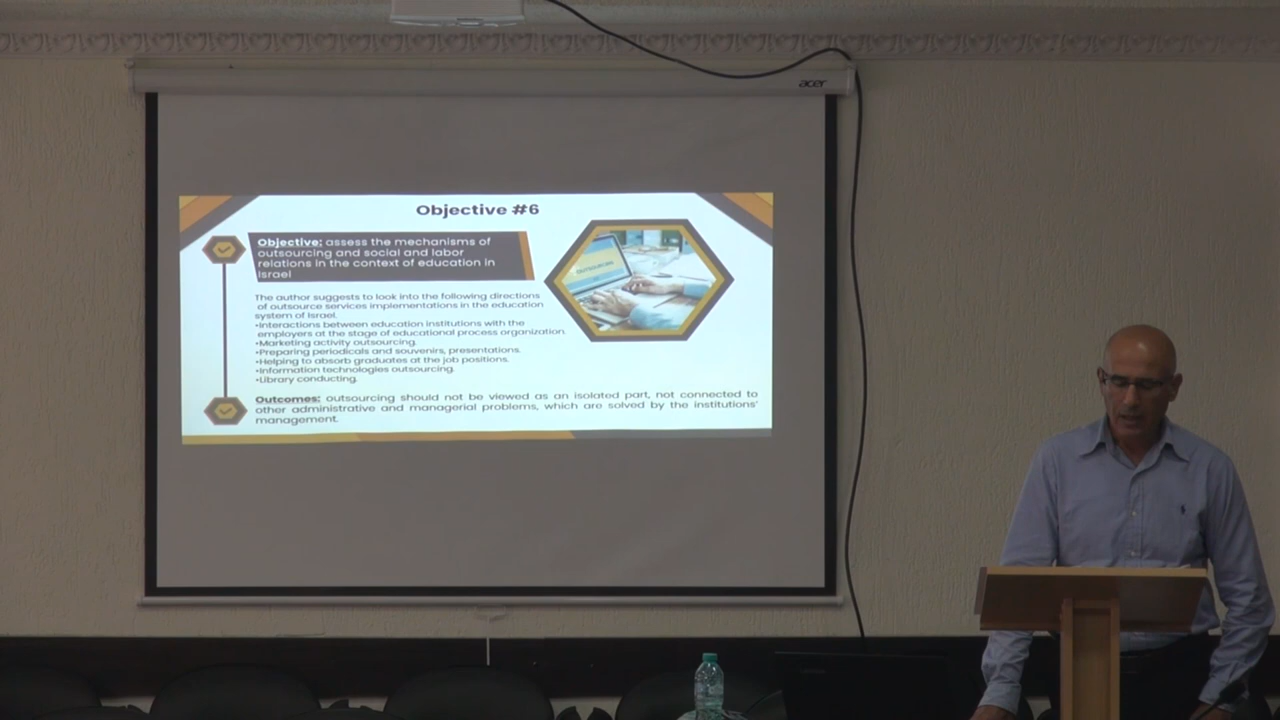 acer
Objective #6
Objective: assess the mechanisms of
outsourcing and social and labor
relations in the context of education in
Israel
OUTSOURCING
The author suggests to look into the following directions
of outsource services implementations in the education
system of Israel.
•Interactions between education institutions with the
employers at the stage of educational process organization.
•Marketing activity outsourcing.
•Preparing periodicals and souvenirs, presentations.
•Helping to absorb graduates at the job positions.
•Information technologies outsourcing.
•Library conducting.
Outcomes: outsourcing should not be viewed as an isolated part, not connected to
other administrative and managerial problems, which are solved by the institutions'
management.